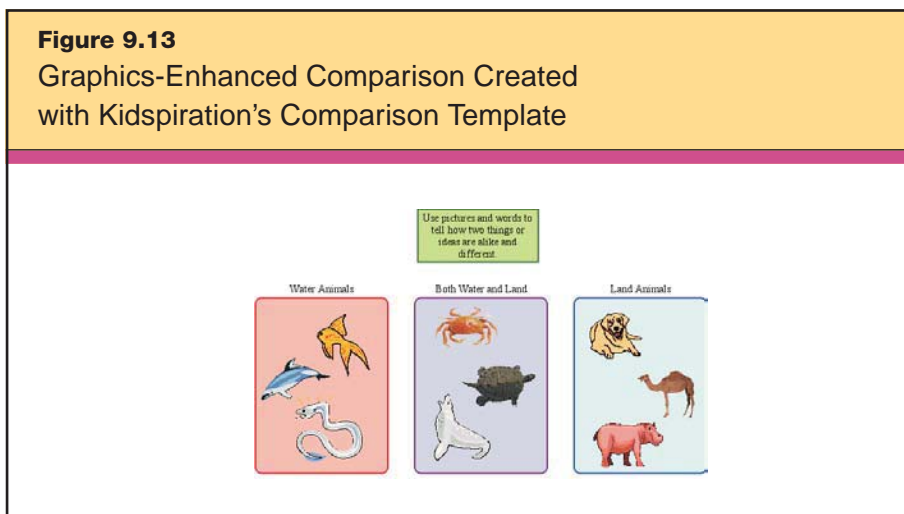 Figure 9.13
Graphics-Enhanced Comparison Created
with Kidspiration's Comparison Template
Use pictures and words to
tell how two things or
ideas are alike and
different.
Water Animals
Both Water and Land
Land Animals